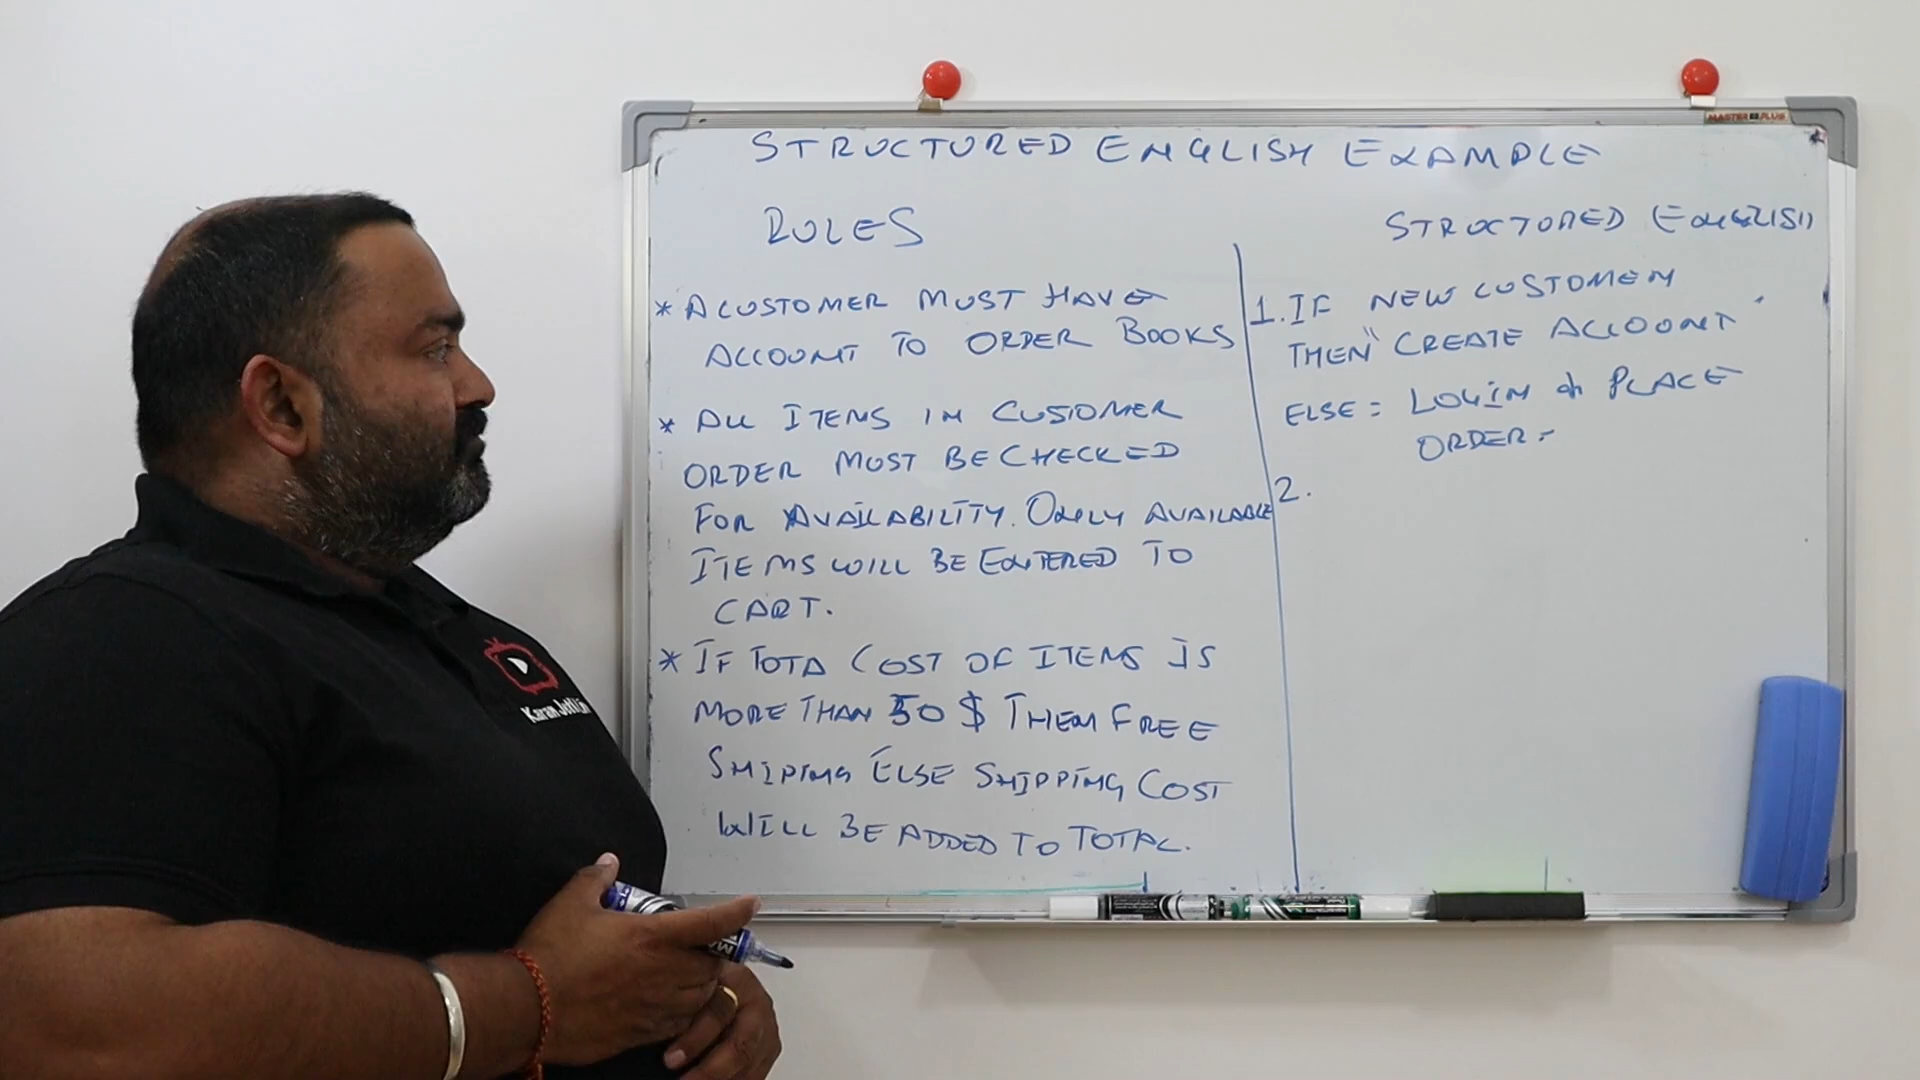 MASTER PLUS
STRUCTURED ENGLISH EXAMPLE
RULES
* A CUSTOMER MUST HAVE
ACCOUNT TO ORDER BOOKS
* ALL ITEMS IN CUSTOMER
ORDER MUST BE CHECKED
FOR AVAILABILITY. ONLY AVAILABLE
ITEMS WILL BE ENTERED TO
CART.
* IF TOTA COST OF ITEMS IS
MORE THAN 50 $ THEN FREE
SHIPING ELSE SHIPPING COST
WILL BE ADDED TO TOTAL.
STRUCTURED ENGLISH
1. IF NEW CUSTOMER
THEN "CREATE ACCOUNT"
ELSE = LOGIN & PLACE
ORDER.
2.
Karam